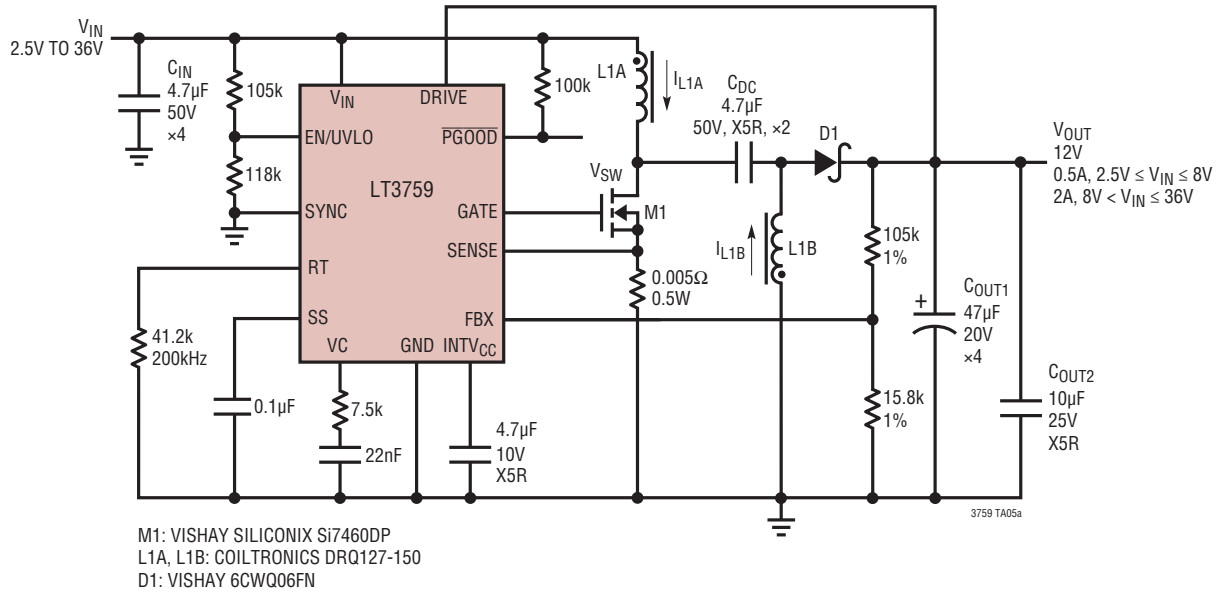 VIN
2.5V TO 36V
CIN
4.7µF
50V
×4
105k
118k
VIN
DRIVE
EN/UVLO
PGOOD
100k
LT3759
SYNC
GATE
SENSE
RT
SS
FBX
VC
GND
INTVCC
41.2k
200kHz
0.1µF
7.5k
22nF
4.7µF
10V
X5R
L1A
IL1A
CDC
4.7µF
50V, X5R, ×2
D1
VSW
M1
IL1B
L1B
0.005Ω
0.5W
VOUT
12V
0.5A, 2.5V ≤ VIN ≤ 8V
2A, 8V < VIN ≤ 36V
105k
1%
15.8k
1%
+
COUT1
47µF
20V
×4
COUT2
10µF
25V
X5R
3759 TA05a
M1: VISHAY SILICONIX Si7460DP
L1A, L1B: COILTRONICS DRQ127-150
D1: VISHAY 6CWQ06FN